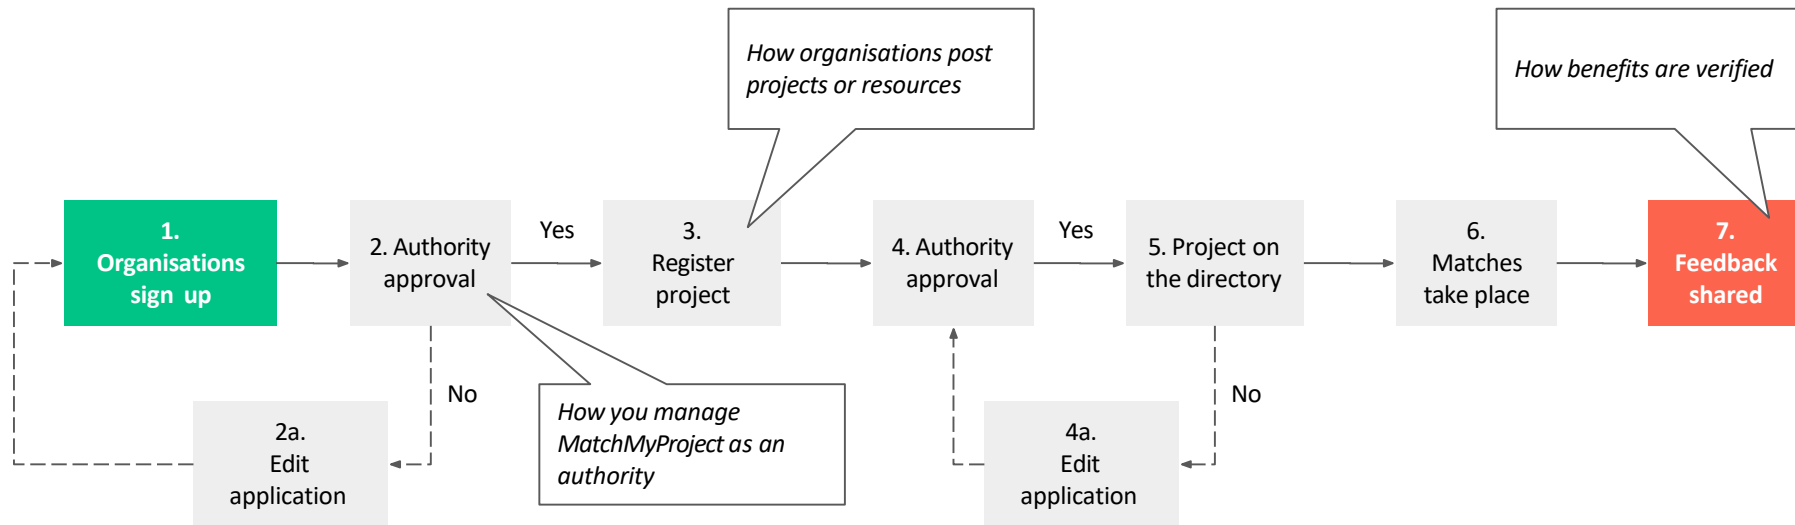 How organisations post
projects or resources
How benefits are verified
1.
Organisations
sign up
2. Authority
approval
Yes
3.
Register
project
4. Authority
approval
Yes
5. Project on
the directory
6.
Matches
take place
7.
Feedback
shared
No
2a.
Edit
application
How you manage
MatchMyProject as an
authority
No
4a.
Edit
application